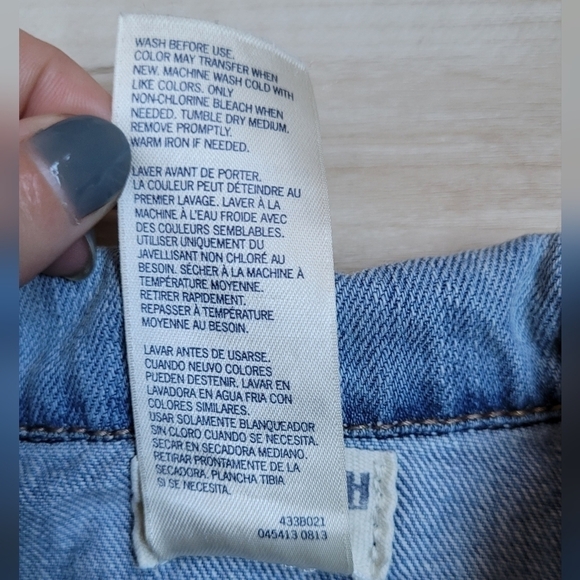 WASH BEFORE USE.
COLOR MAY TRANSFER WHEN
NEW. MACHINE WASH COLD WITH
LIKE COLORS. ONLY
NON-CHLORINE BLEACH WHEN
NEEDED. TUMBLE DRY MEDIUM.
REMOVE PROMPTLY.
WARM IRON IF NEEDED.
LAVER AVANT DE PORTER.
LA COULEUR PEUT DÉTEINDRE AU
PREMIER LAVAGE. LAVER À LA
MACHINE À L'EAU FROIDE AVEC
DES COULEURS SEMBLABLES.
UTILISER UNIQUEMENT DU
JAVELLISANT NON CHLORÉ AU
BESOIN. SÉCHER À LA MACHINE À
TEMPÉRATURE MOYENNE.
RETIRER RAPIDEMENT.
REPASSER À TEMPÉRATURE
MOYENNE AU BESOIN.
LAVAR ANTES DE USARSE.
CUANDO NEUVO COLORES
PUEDEN DESTENIR. LAVAR EN
LAVADORA EN AGUA FRIA CON
COLORES SIMILARES.
USAR SOLAMENTE BLANQUEADOR
SIN CLORO CUANDO SE NECESITA.
SECAR EN SECADORA MEDIANO.
RETIRAR PRONTAMENTE DE LA
SECADORA. PLANCHA TIBIA
SI SE NECESITA.
433B021
045413 0813
H